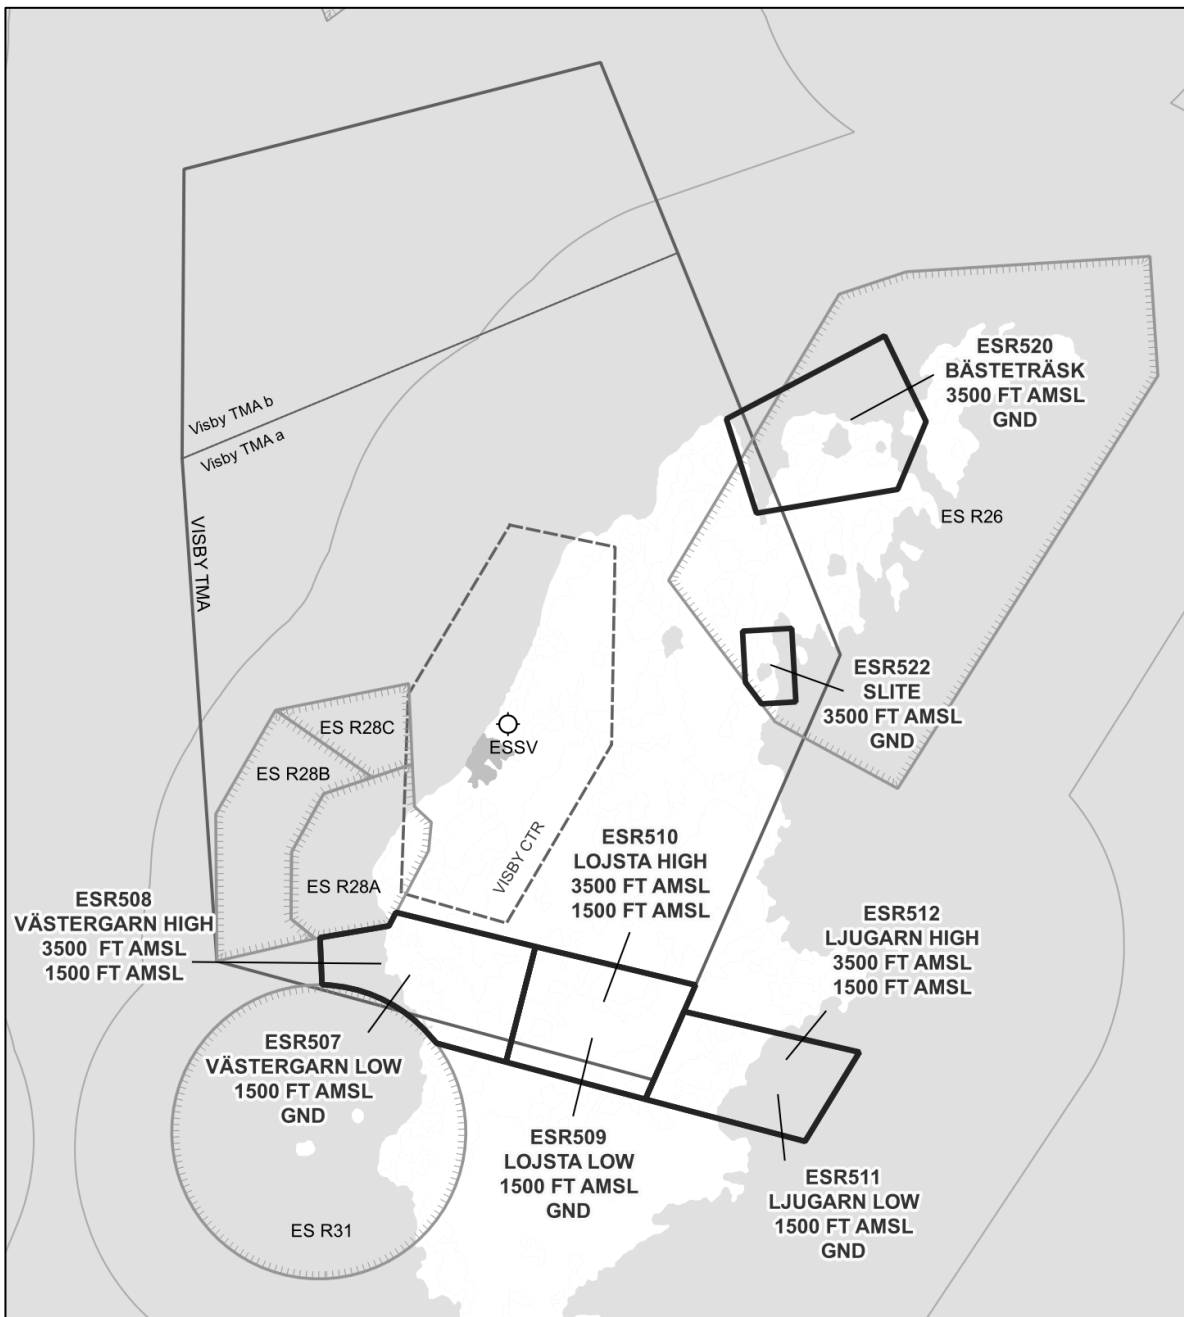 ESR520
BÄSTETRÄSK
3500 FT AMSL
GND
Visby TMA b
Visby TMA a
VISBY TMA
ES R26
ESR522
SLITE
3500 FT AMSL
GND
ES R28C
ESSV
ES R28B
VISBY CTR
ESR510
LOJSTA HIGH
3500 FT AMSL
1500 FT AMSL
ES R28A
ESR508
VÄSTERGARN HIGH
3500 FT AMSL
1500 FT AMSL
ESR512
LJUGARN HIGH
3500 FT AMSL
1500 FT AMSL
ESR507
VÄSTERGARN LOW
1500 FT AMSL
GND
ESR509
LOJSTA LOW
1500 FT AMSL
GND
ESR511
LJUGARN LOW
1500 FT AMSL
GND
ES R31